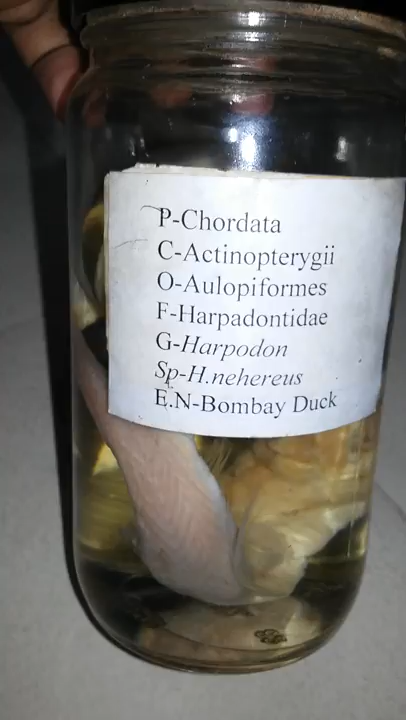 P-Chordata
C-Actinopterygii
O-Aulopiformes
F-Harpadontidae
G-Harpodon
Sp-H.nehereus
E.N-Bombay Duck